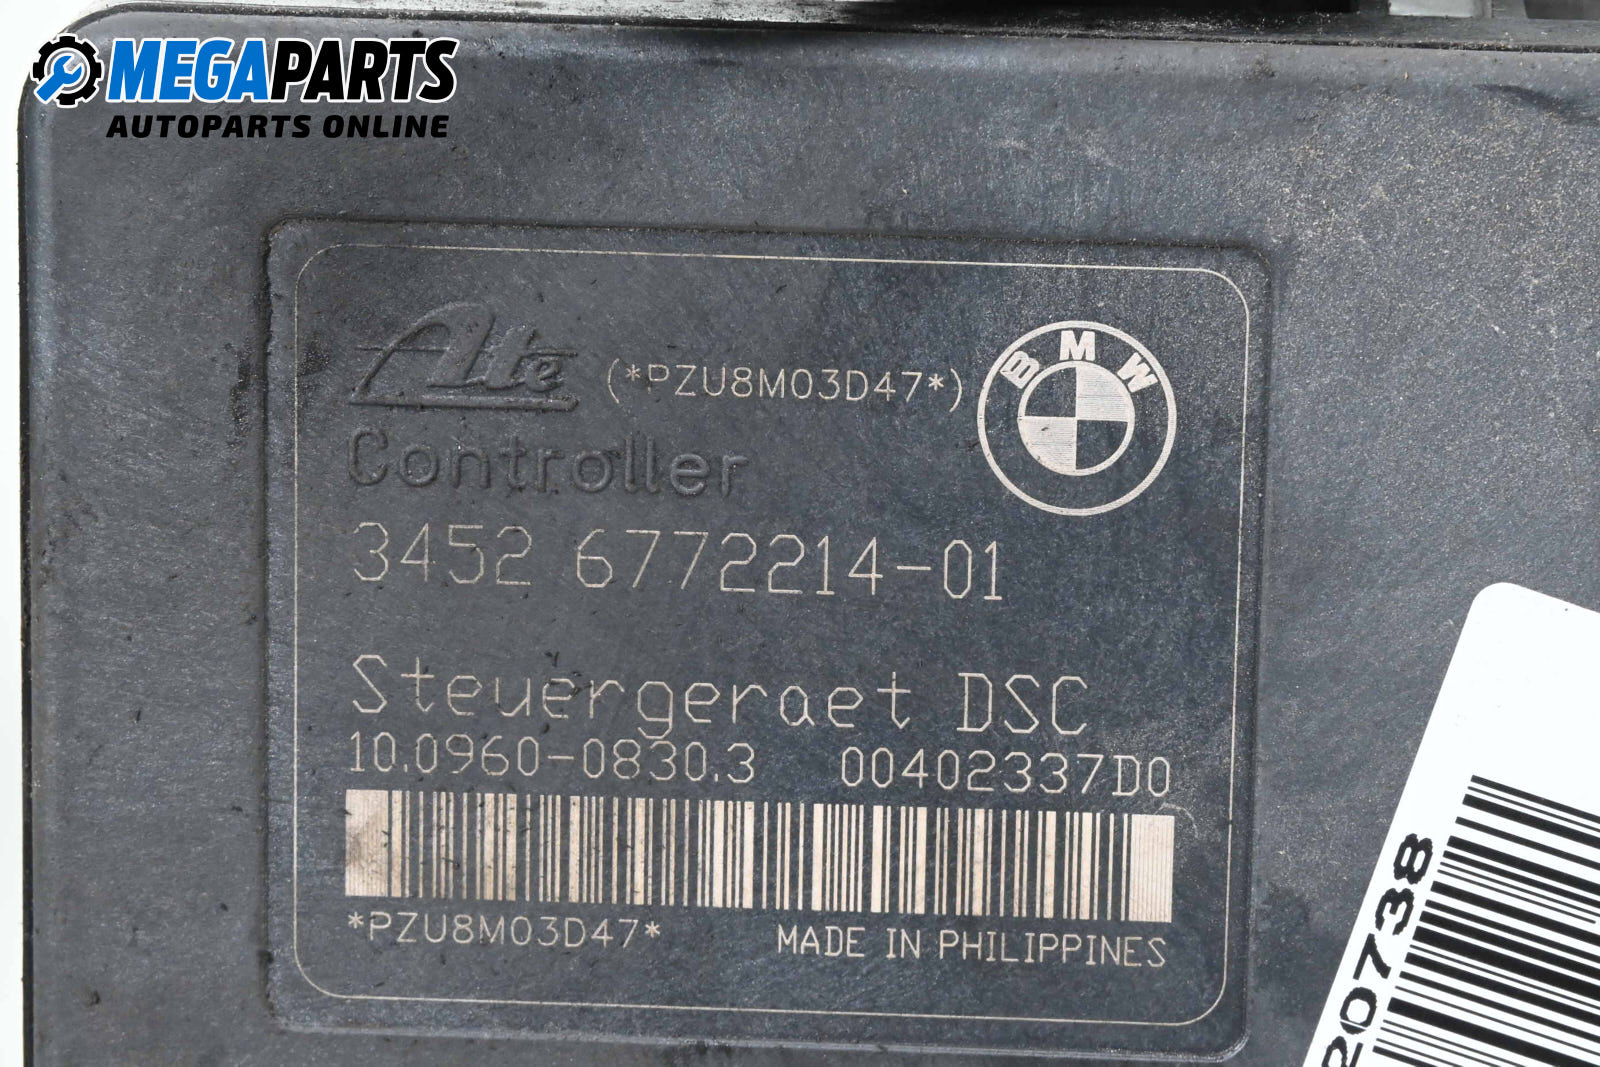 MEGAPARTS
AUTOPARTS ONLINE
Ate (*PZU8M03D47*)
BMW
Controller
3452 6772214-01
Steuergeraet DSC
10.0960-0830.3 00402337D0
*PZU8M03D47* MADE IN PHILIPPINES
20738